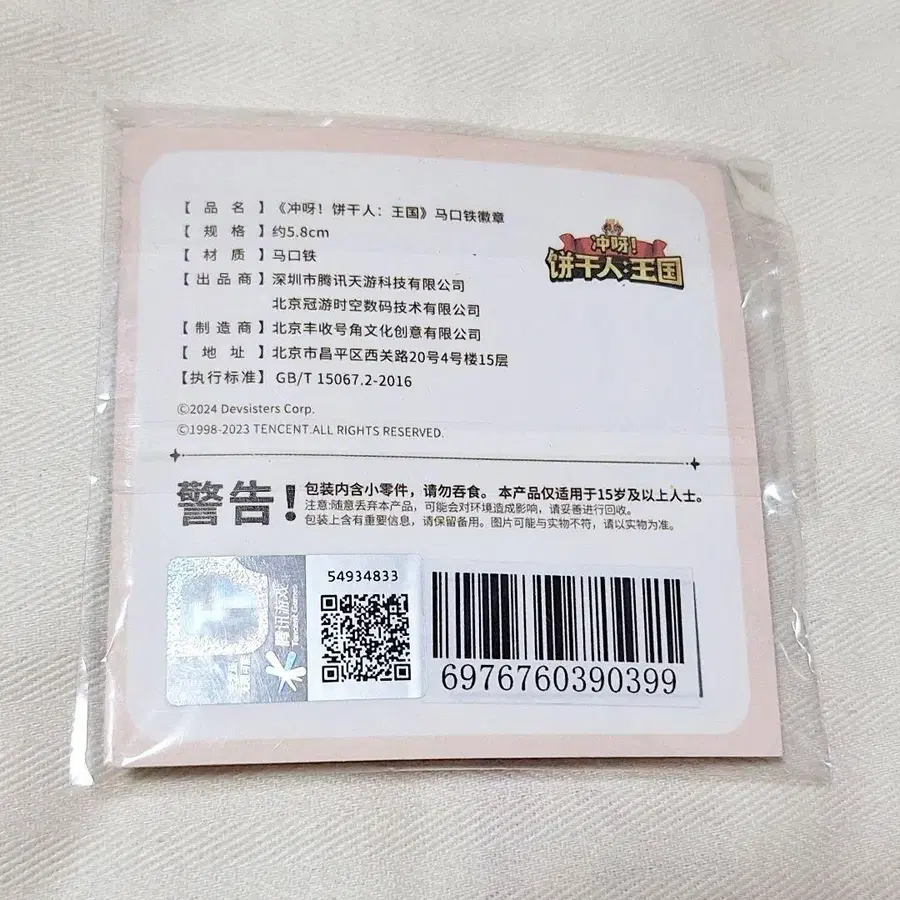 【 品 名 】《冲呀！饼干人：王国》马口铁徽章
【 规 格 】约5.8cm
【 材 质 】马口铁
【 出 品 商 】深圳市腾讯天游科技有限公司
北京冠游时空数码技术有限公司
【 制 造 商 】北京丰收号角文化创意有限公司
【 地 址 】北京市昌平区西关路20号4号楼15层
【执行标准】GB/T 15067.2-2016
©2024 Devsisters Corp.
©1998-2023 TENCENT.ALL RIGHTS RESERVED.
冲呀！
饼干人:王国
警告！
包装内含小零件，请勿吞食。本产品仅适用于15岁及以上人士。
注意:随意丢弃本产品，可能会对环境造成影响，请妥善进行回收。
包装上含有重要信息，请保留备用。图片可能与实物不符，请以实物为准。
腾讯游戏
Tencent Games
54934833
6976760390399